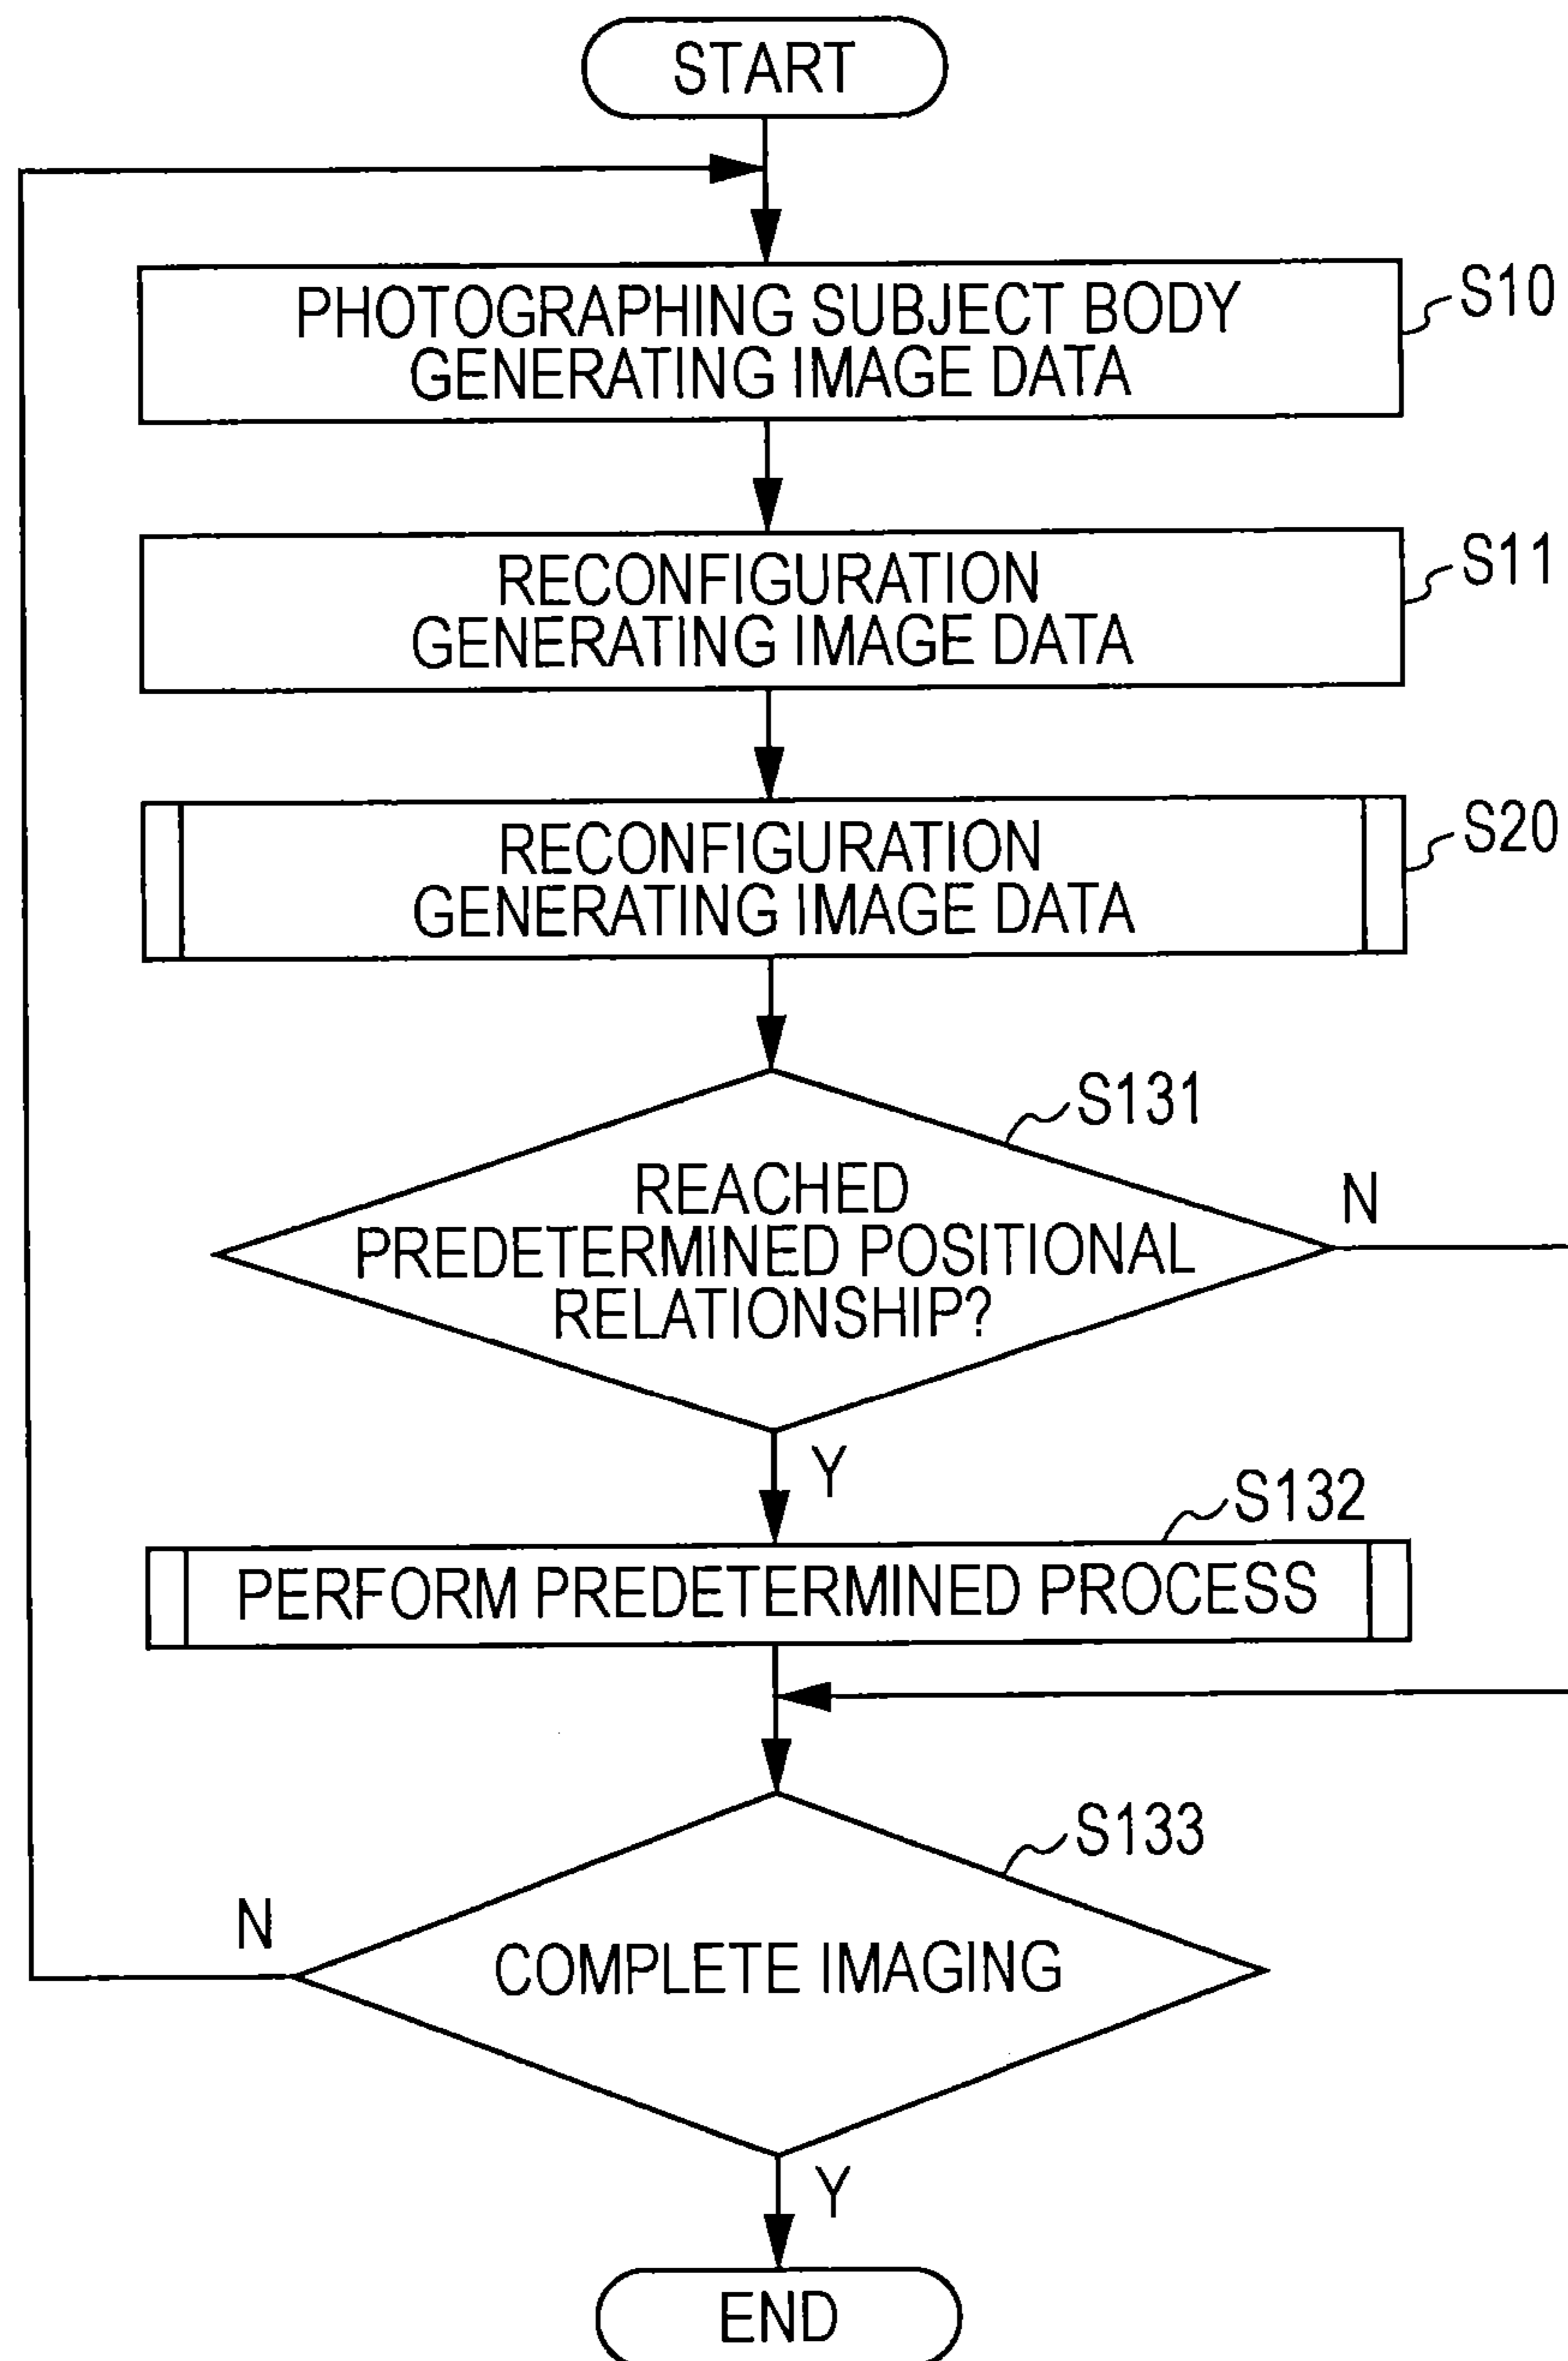 START
PHOTOGRAPHING SUBJECT BODY
GENERATING IMAGE DATA
S10
RECONFIGURATION
GENERATING IMAGE DATA
S11
RECONFIGURATION
GENERATING IMAGE DATA
S20
S131
REACHED
PREDETERMINED POSITIONAL
RELATIONSHIP?
N
Y
S132
PERFORM PREDETERMINED PROCESS
S133
N
COMPLETE IMAGING
Y
END